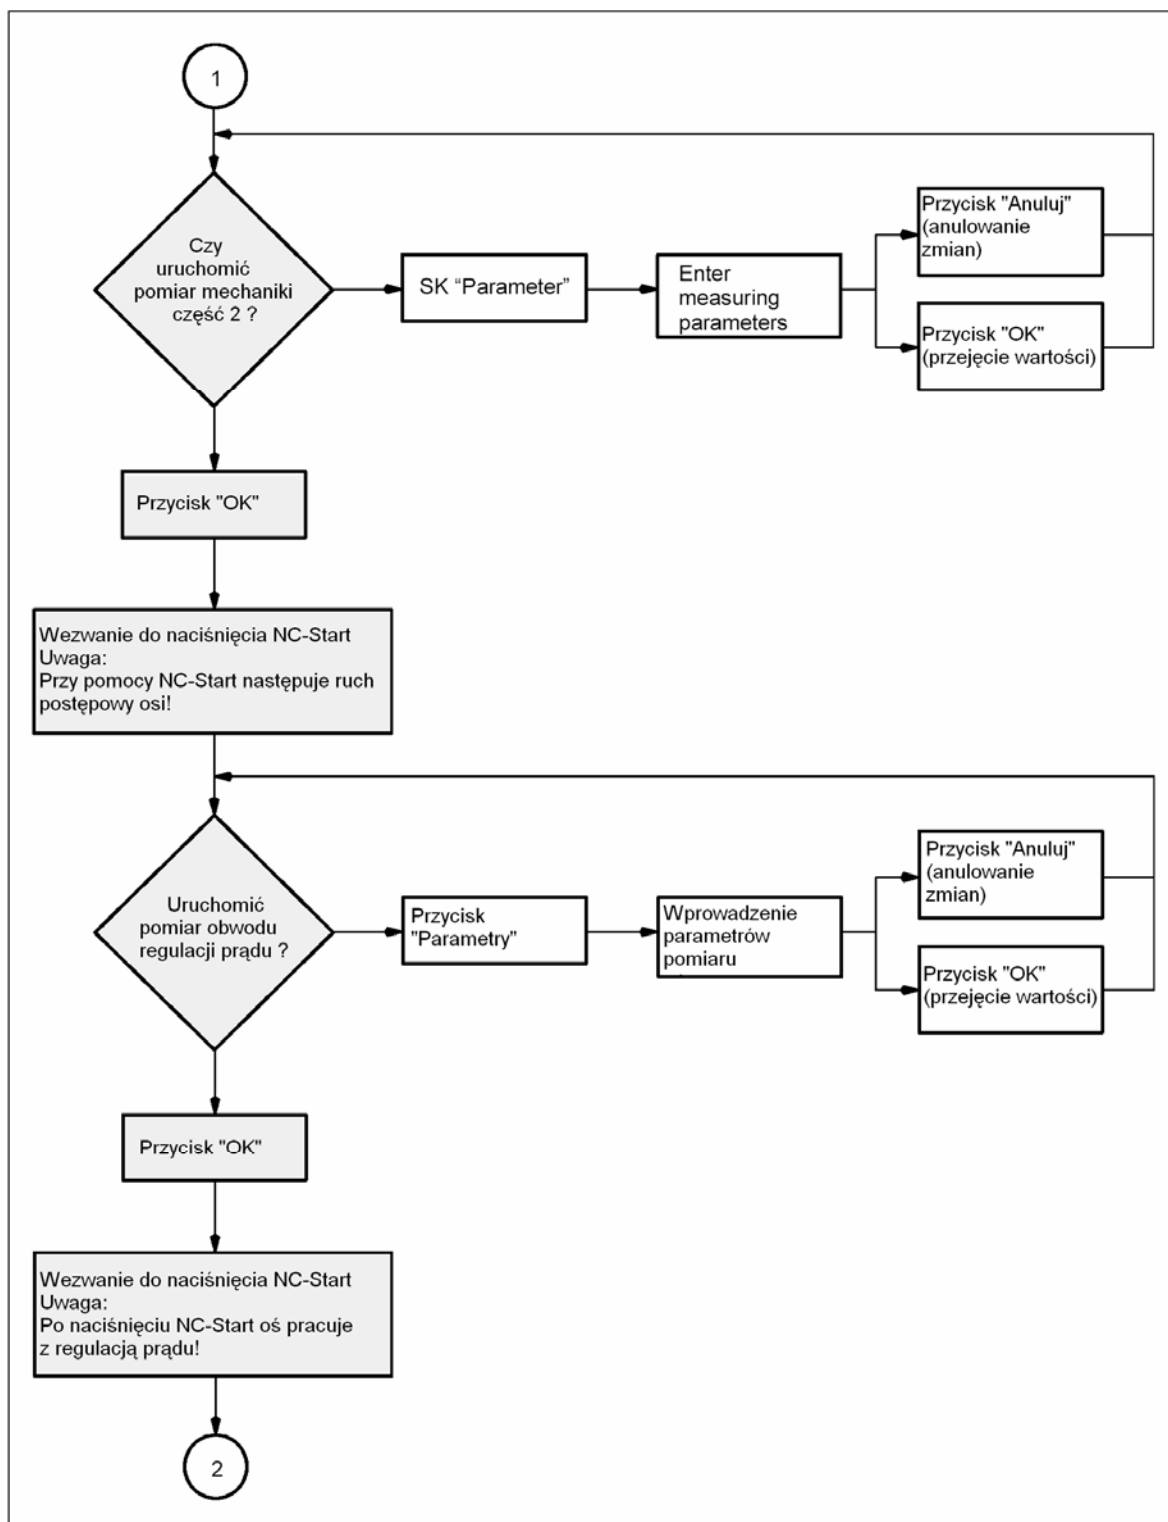 1
Czy
uruchomić
pomiar mechaniki
część 2 ?
SK “Parameter”
Enter
measuring
parameters
Przycisk "Anuluj"
(anulowanie
zmian)
Przycisk "OK"
(przejęcie wartości)
Przycisk "OK"
Wezwanie do naciśnięcia NC-Start
Uwaga:
Przy pomocy NC-Start następuje ruch
postępowy osi!
Uruchomić
pomiar obwodu
regulacji prądu ?
Przycisk
"Parametry"
Wprowadzenie
parametrów
pomiaru
Przycisk "Anuluj"
(anulowanie
zmian)
Przycisk "OK"
(przejęcie wartości)
Przycisk "OK"
Wezwanie do naciśnięcia NC-Start
Uwaga:
Po naciśnięciu NC-Start oś pracuje
z regulacją prądu!
2